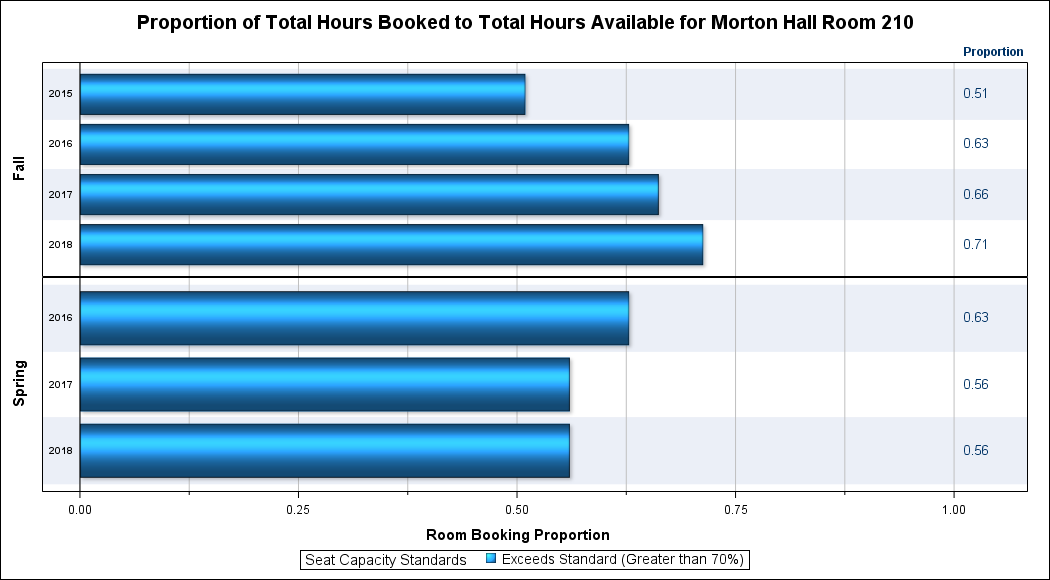 Proportion of Total Hours Booked to Total Hours Available for Morton Hall Room 210
Proportion
Fall
2015 0.51
2016 0.63
2017 0.66
2018 0.71
Spring
2016 0.63
2017 0.56
2018 0.56
0.00 0.25 0.50 0.75 1.00
Room Booking Proportion
Seat Capacity Standards Exceeds Standard (Greater than 70%)